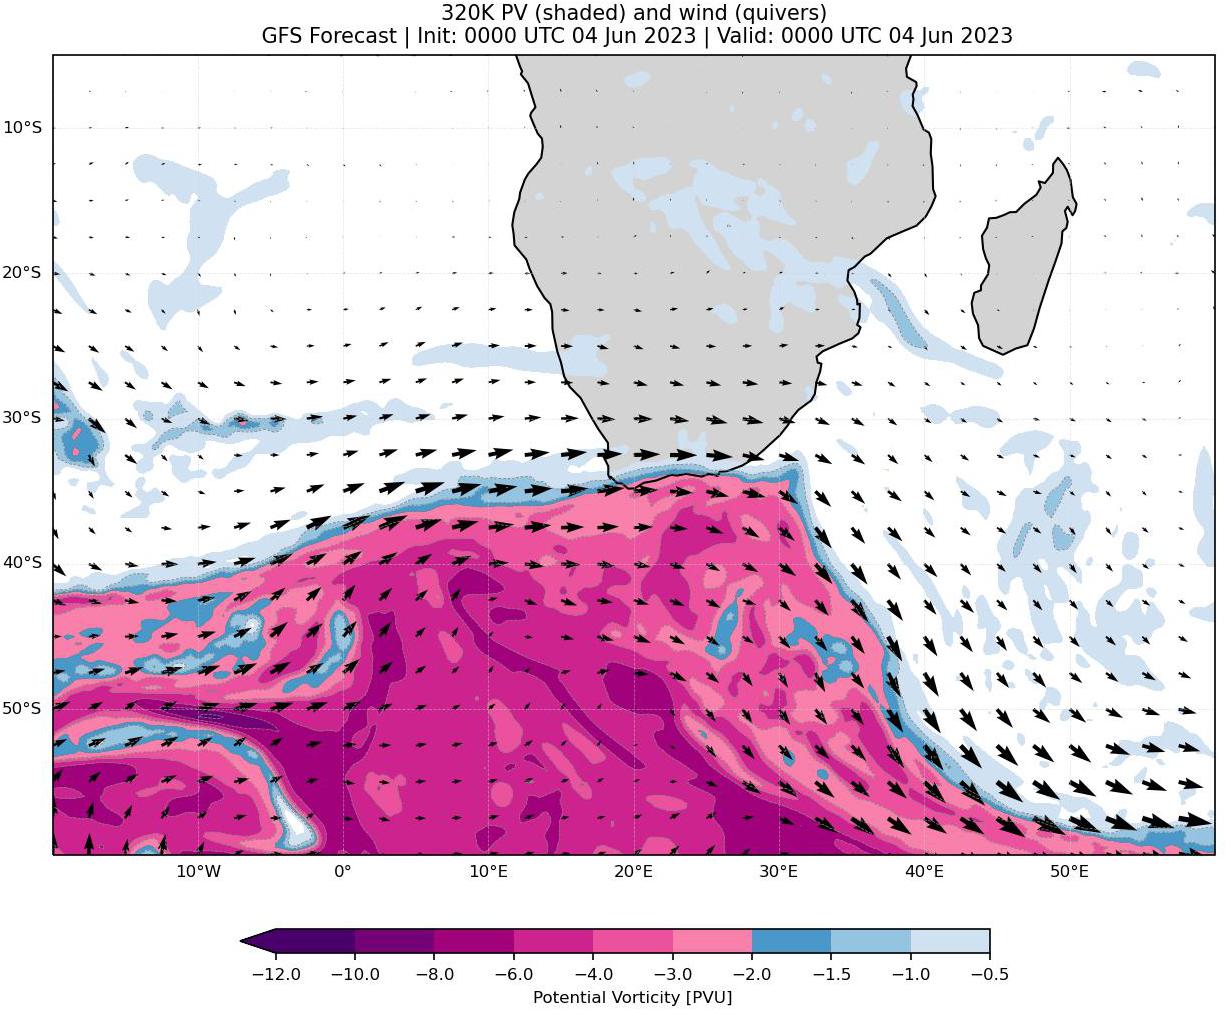 320K PV (shaded) and wind (quivers)
GFS Forecast | Init: 0000 UTC 04 Jun 2023 | Valid: 0000 UTC 04 Jun 2023
10°S
20°S
30°S
40°S
50°S
10°W 0° 10°E 20°E 30°E 40°E 50°E
−12.0 −10.0 −8.0 −6.0 −4.0 −3.0 −2.0 −1.5 −1.0 −0.5
Potential Vorticity [PVU]